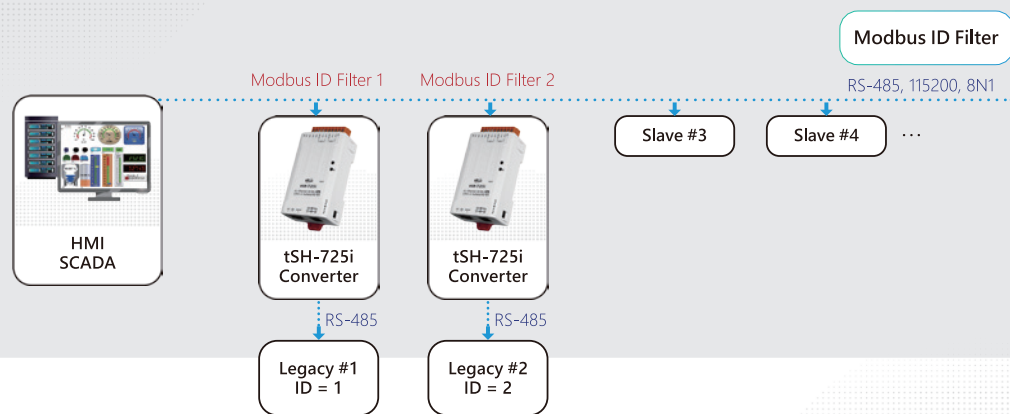 Modbus ID Filter
Modbus ID Filter 1
Modbus ID Filter 2
RS-485, 115200, 8N1
Slave #3
Slave #4
...
HMI
SCADA
tSH-725i
Converter
tSH-725i
Converter
RS-485
RS-485
Legacy #1
ID = 1
Legacy #2
ID = 2